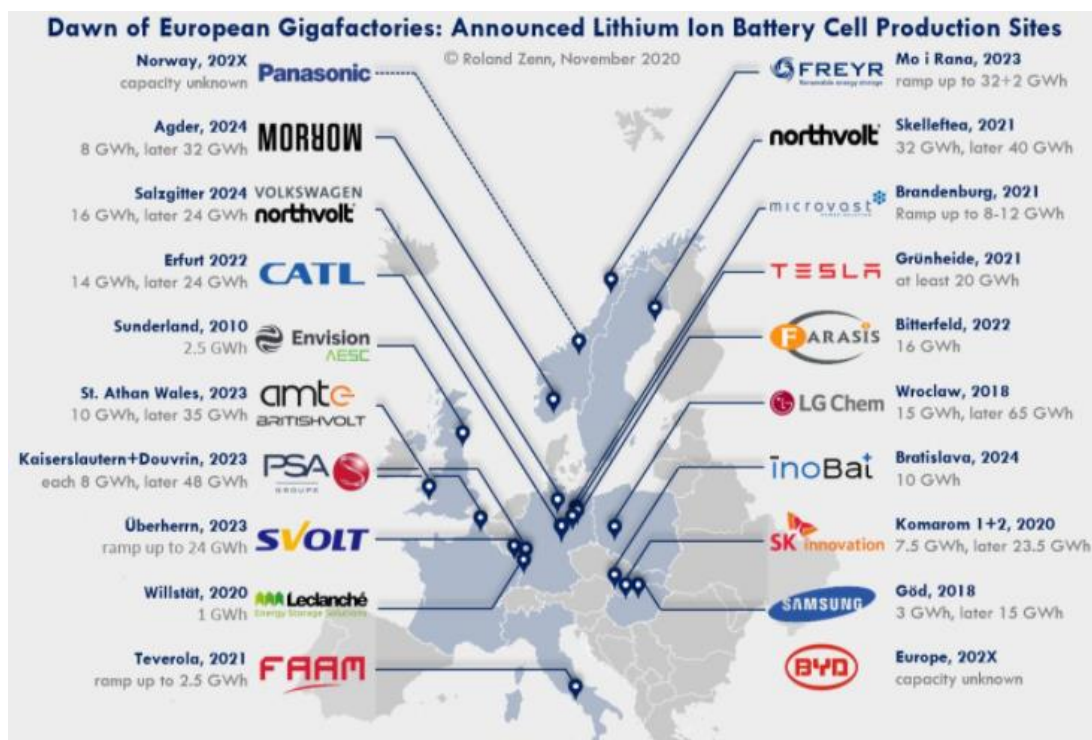 Dawn of European Gigafactories: Announced Lithium Ion Battery Cell Production Sites
© Roland Zenn, November 2020
Norway, 202X
capacity unknown
Panasonic
Agder, 2024
8 GWh, later 32 GWh
MORROW
Salzgitter 2024
16 GWh, later 24 GWh
VOLKSWAGEN
northvolt
Erfurt 2022
14 GWh, later 24 GWh
CATL
Sunderland, 2010
2.5 GWh
Envision
AESC
St. Athan Wales, 2023
10 GWh, later 35 GWh
amte
BRITISHVOLT
Kaiserslautern+Douvrin, 2023
each 8 GWh, later 48 GWh
PSA
GROUPE
Überherrn, 2023
ramp up to 24 GWh
SVOLT
Willstät, 2020
1 GWh
Leclanché
Energy Storage Solutions
Teverola, 2021
ramp up to 2.5 GWh
FAAM
FREYR
Renewable energy storage
Mo i Rana, 2023
ramp up to 32+2 GWh
northvolt
Skelleftea, 2021
32 GWh, later 40 GWh
microvast
Brandenburg, 2021
Ramp up to 8-12 GWh
TESLA
Grünheide, 2021
at least 20 GWh
FARASIS
Bitterfeld, 2022
16 GWh
LG Chem
Wroclaw, 2018
15 GWh, later 65 GWh
InoBat
Bratislava, 2024
10 GWh
SK innovation
Komarom 1+2, 2020
7.5 GWh, later 23.5 GWh
SAMSUNG
Göd, 2018
3 GWh, later 15 GWh
BYD
Europe, 202X
capacity unknown